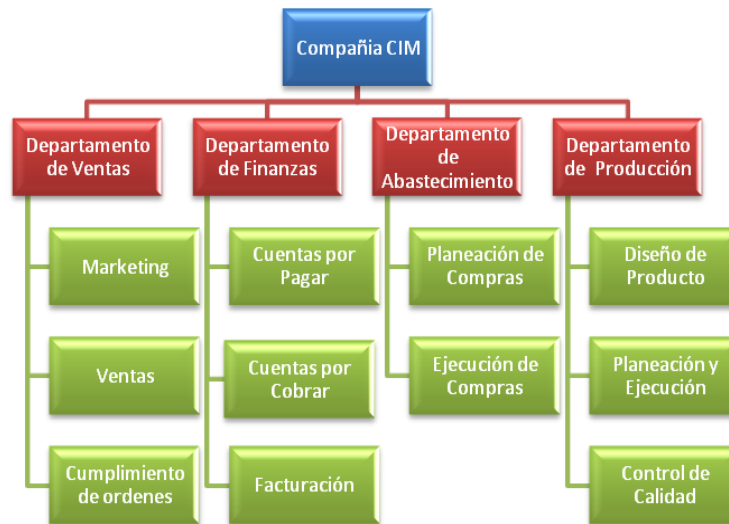 Compañia CIM
Departamento
de Ventas
Departamento
de Finanzas
Departamento
de
Abastecimiento
Departamento
de Producción
Marketing
Cuentas por
Pagar
Planeación de
Compras
Diseño de
Producto
Ventas
Cuentas por
Cobrar
Ejecución de
Compras
Planeación y
Ejecución
Cumplimiento
de ordenes
Facturación
Control de
Calidad